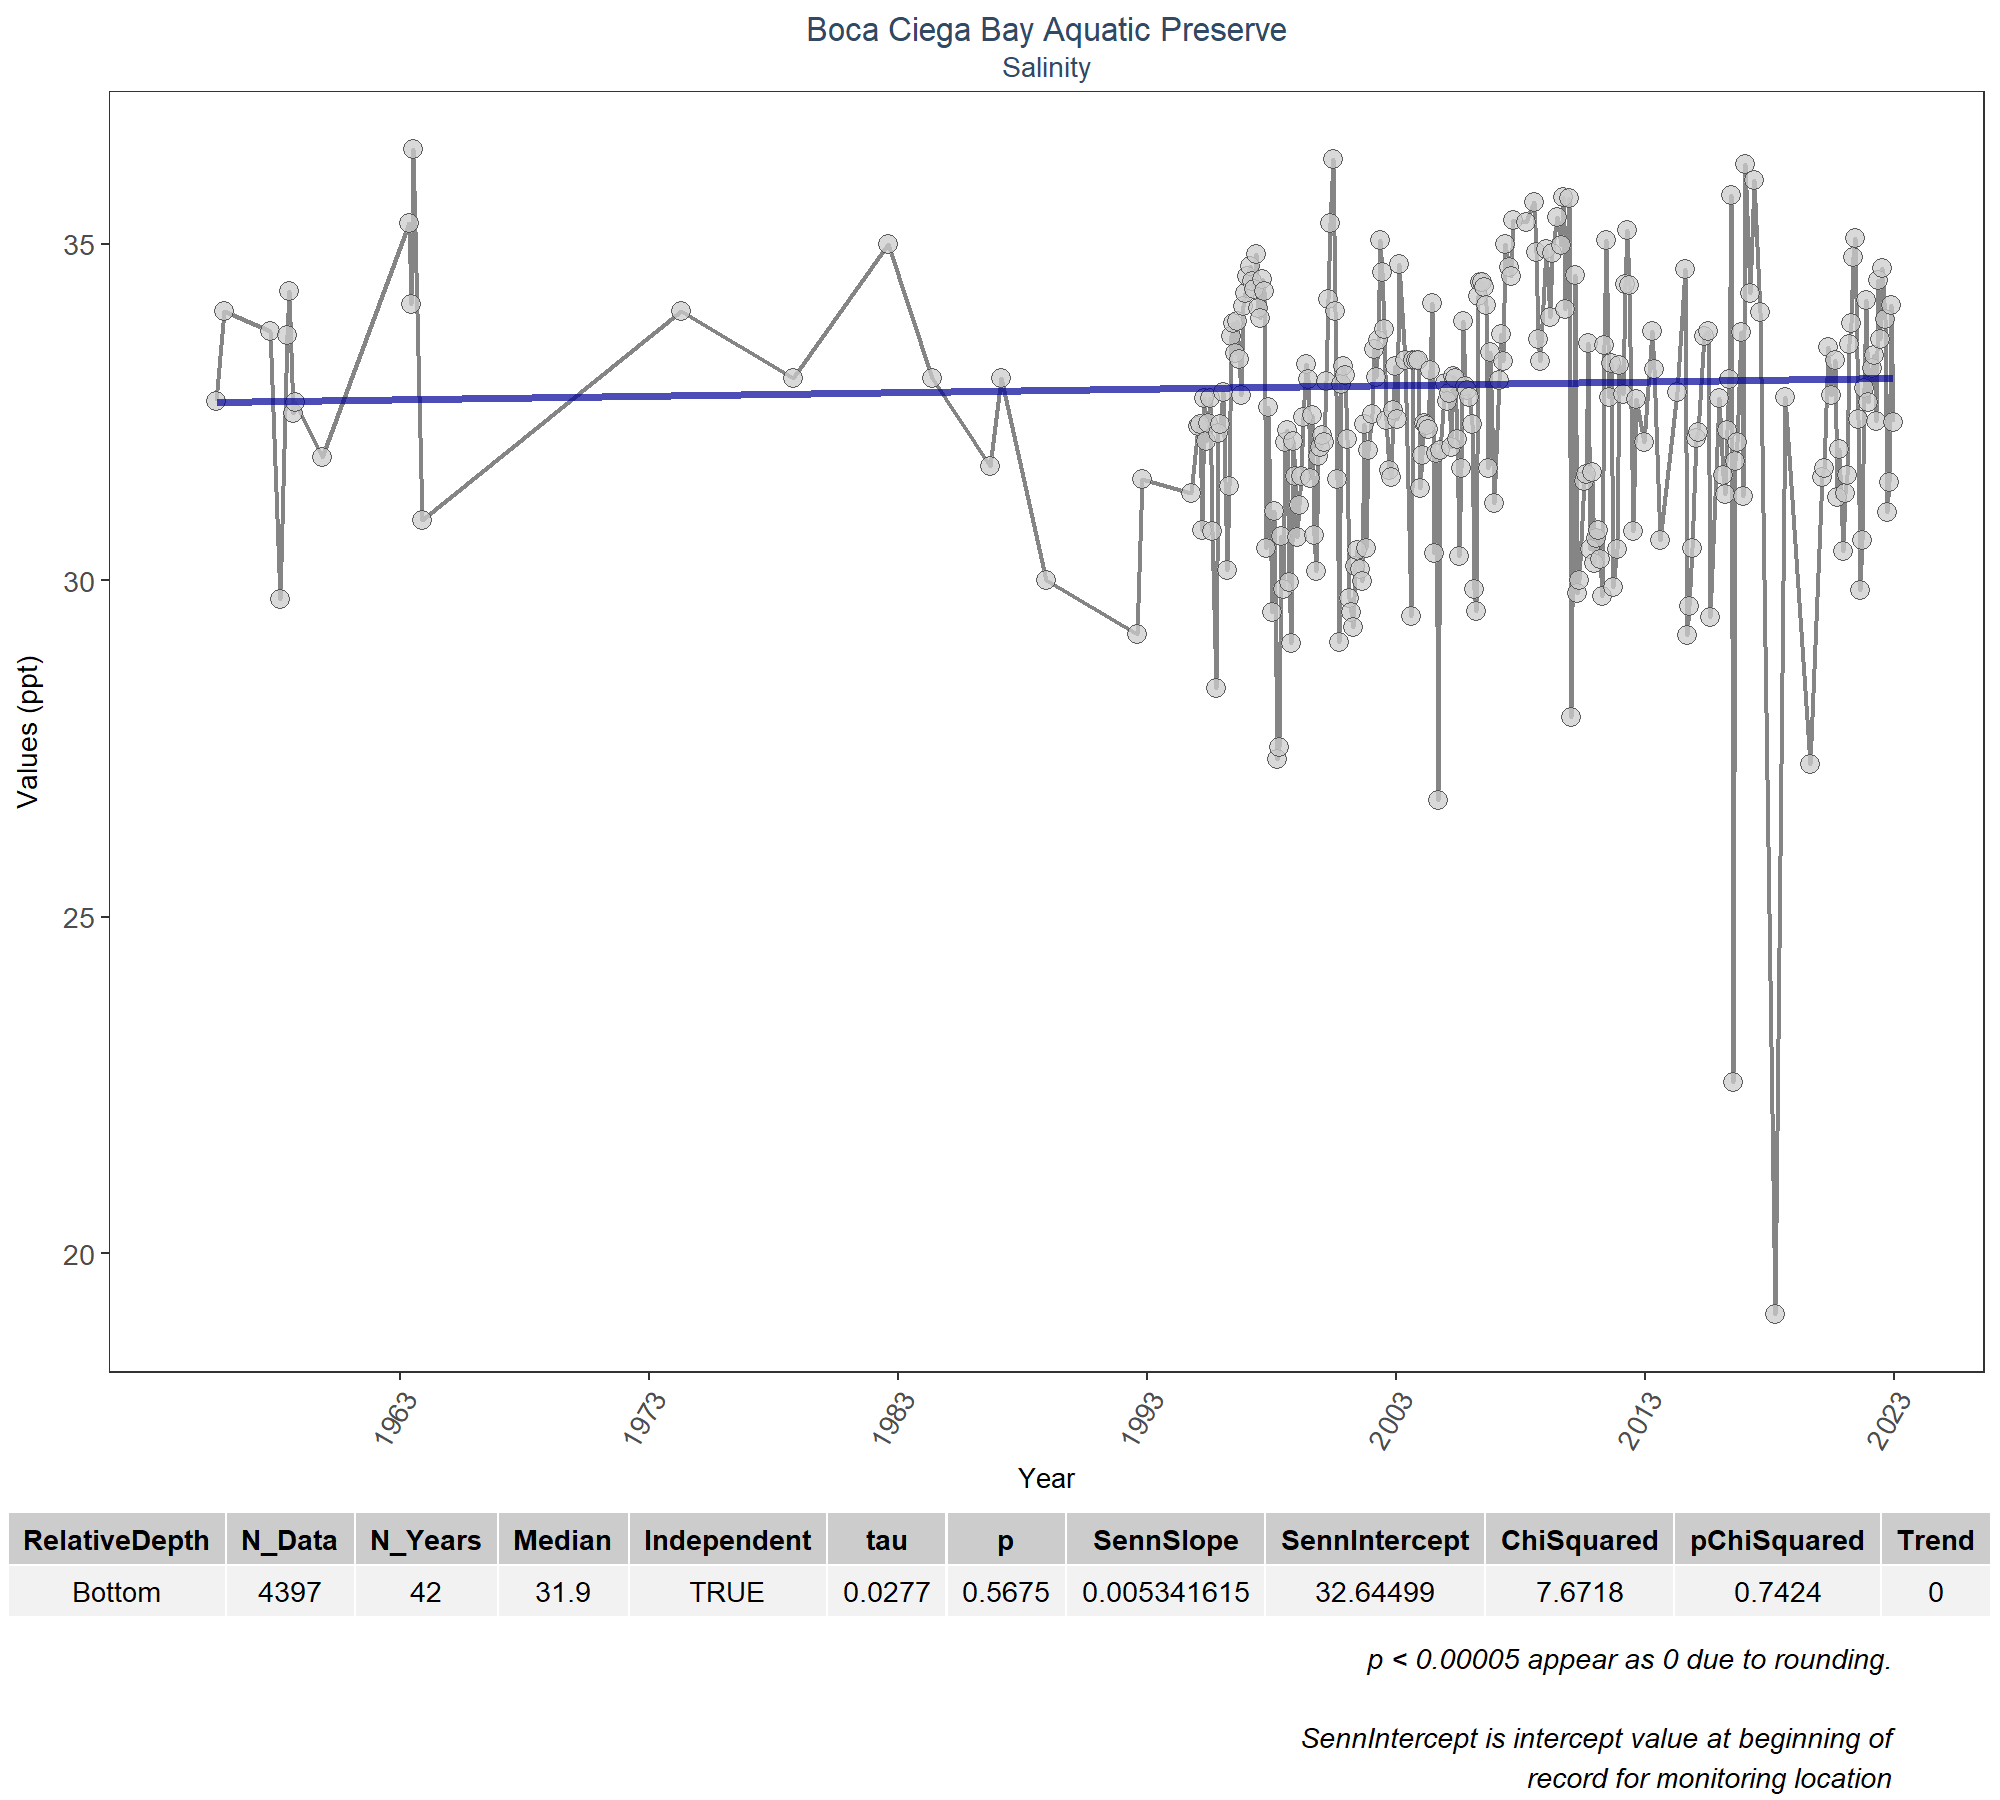 Boca Ciega Bay Aquatic Preserve
Salinity
35
30
25
20
Values (ppt)
1963 1973 1983 1993 2003 2013 2023
Year
RelativeDepth N_Data N_Years Median Independent tau p SennSlope SennIntercept ChiSquared pChiSquared Trend
Bottom 4397 42 31.9 TRUE 0.0277 0.5675 0.005341615 32.64499 7.6718 0.7424 0
p < 0.00005 appear as 0 due to rounding.
SennIntercept is intercept value at beginning of
record for monitoring location